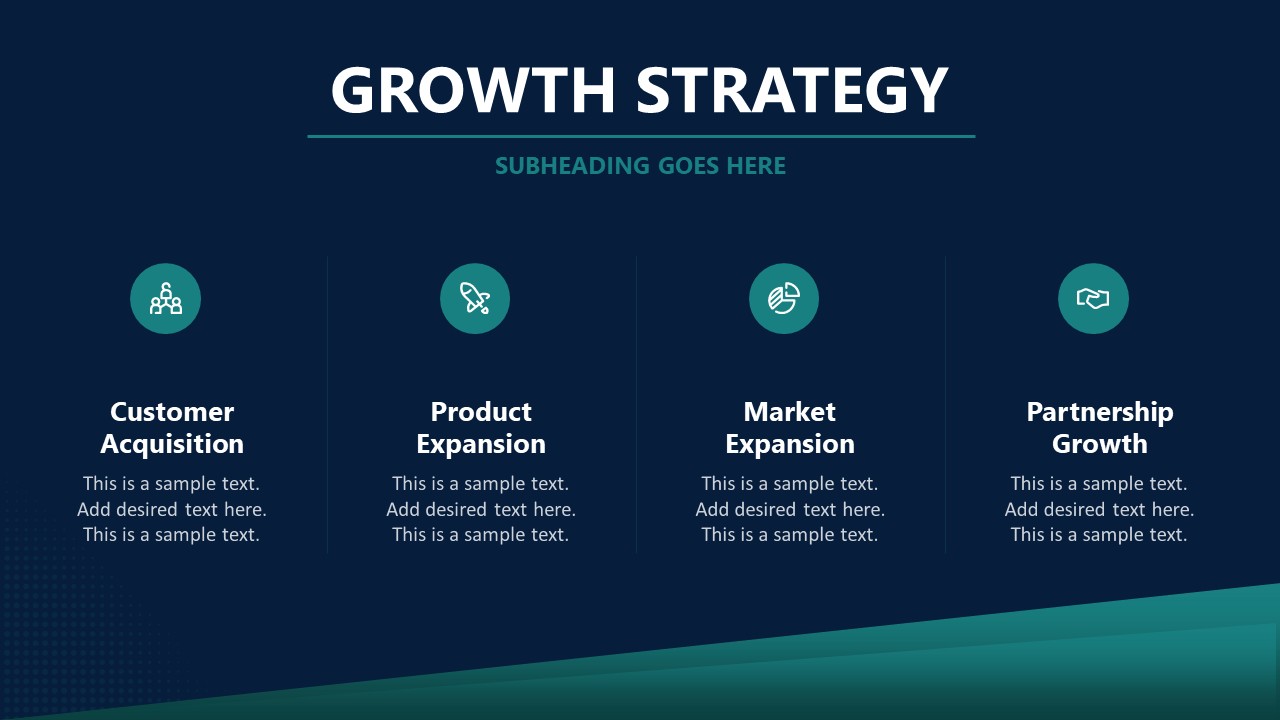 GROWTH STRATEGY
SUBHEADING GOES HERE
Customer
Acquisition
This is a sample text.
Add desired text here.
This is a sample text.
Product
Expansion
This is a sample text.
Add desired text here.
This is a sample text.
Market
Expansion
This is a sample text.
Add desired text here.
This is a sample text.
Partnership
Growth
This is a sample text.
Add desired text here.
This is a sample text.